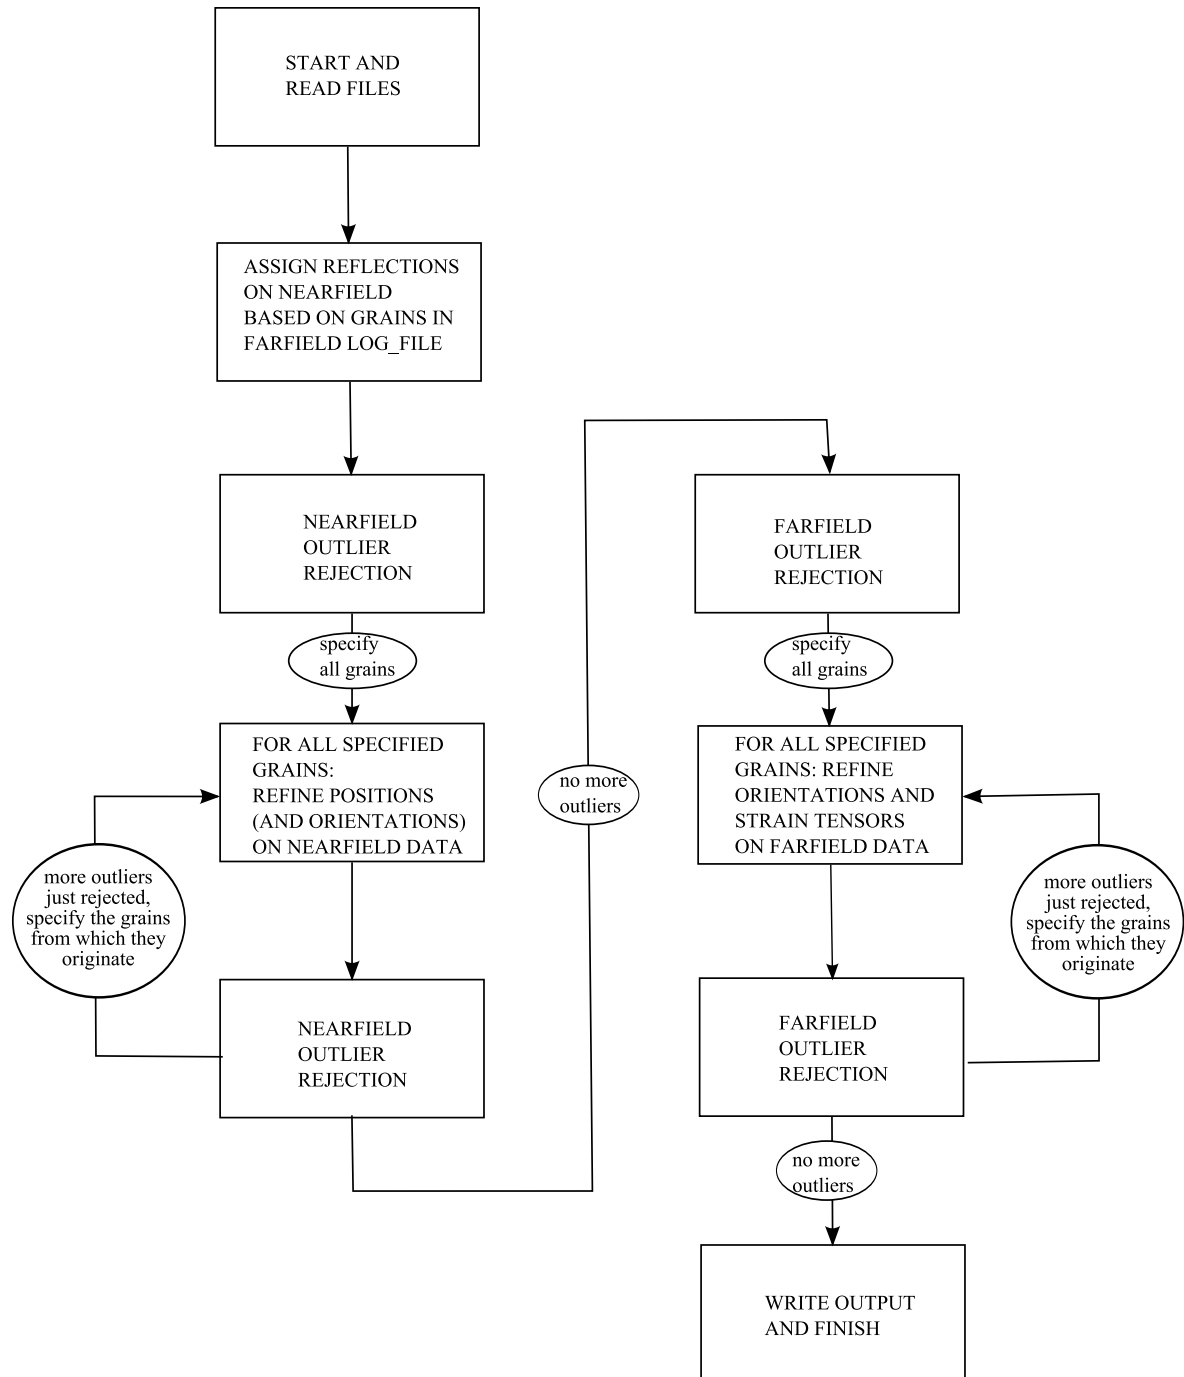 START AND
READ FILES
ASSIGN REFLECTIONS
ON NEARFIELD
BASED ON GRAINS IN
FARFIELD LOG_FILE
NEARFIELD
OUTLIER
REJECTION
specify
all grains
FOR ALL SPECIFIED
GRAINS:
REFINE POSITIONS
(AND ORIENTATIONS)
ON NEARFIELD DATA
more outliers
just rejected,
specify the grains
from which they
originate
NEARFIELD
OUTLIER
REJECTION
no more
outliers
FARFIELD
OUTLIER
REJECTION
specify
all grains
FOR ALL SPECIFIED
GRAINS: REFINE
ORIENTATIONS AND
STRAIN TENSORS
ON FARFIELD DATA
more outliers
just rejected,
specify the grains
from which they
originate
FARFIELD
OUTLIER
REJECTION
no more
outliers
WRITE OUTPUT
AND FINISH